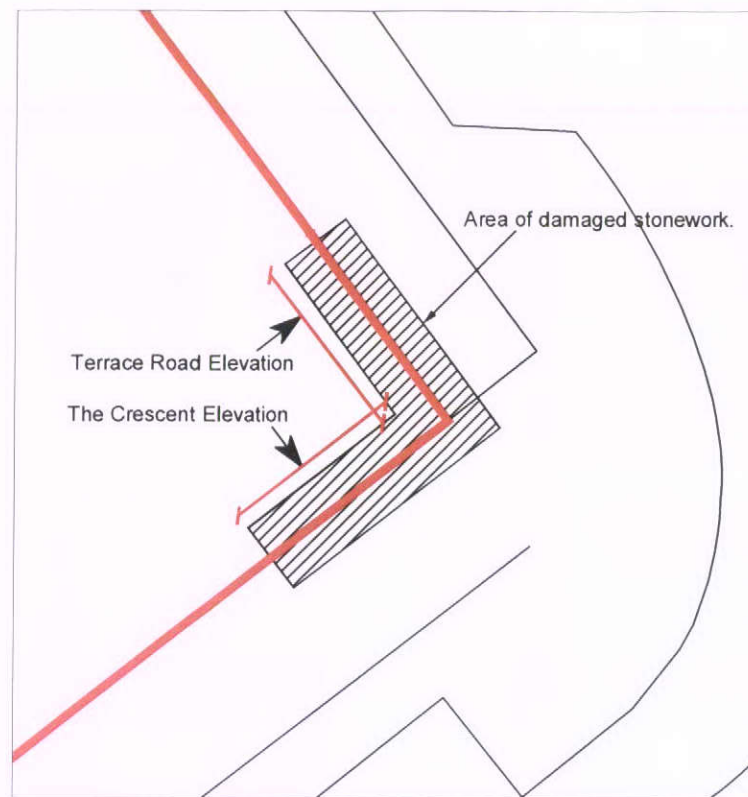 Area of damaged stonework.
Terrace Road Elevation
The Crescent Elevation